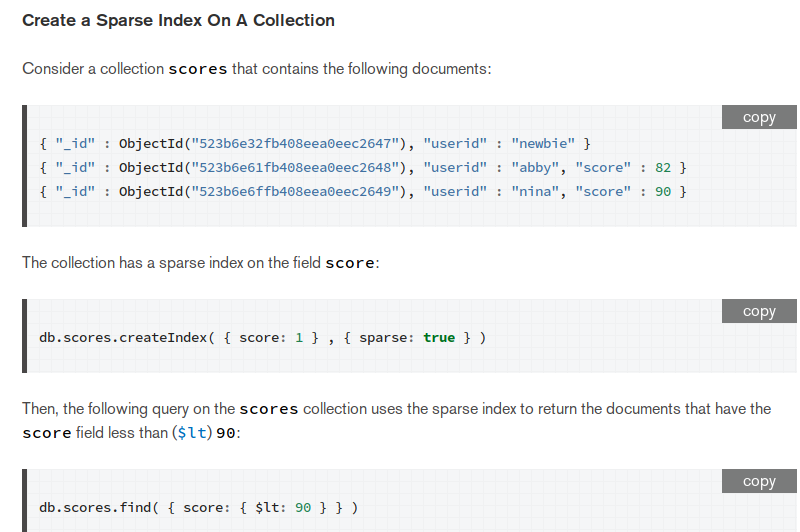 Create a Sparse Index On A Collection
Consider a collection scores that contains the following documents:
copy
{ "_id" : ObjectId("523b6e32fb408eea0eec2647"), "userid" : "newbie" }
{ "_id" : ObjectId("523b6e61fb408eea0eec2648"), "userid" : "abby", "score" : 82 }
{ "_id" : ObjectId("523b6e6ffb408eea0eec2649"), "userid" : "nina", "score" : 90 }
The collection has a sparse index on the field score:
copy
db.scores.createIndex( { score: 1 } , { sparse: true } )
Then, the following query on the scores collection uses the sparse index to return the documents that have the
score field less than ($lt) 90:
copy
db.scores.find( { score: { $lt: 90 } } )